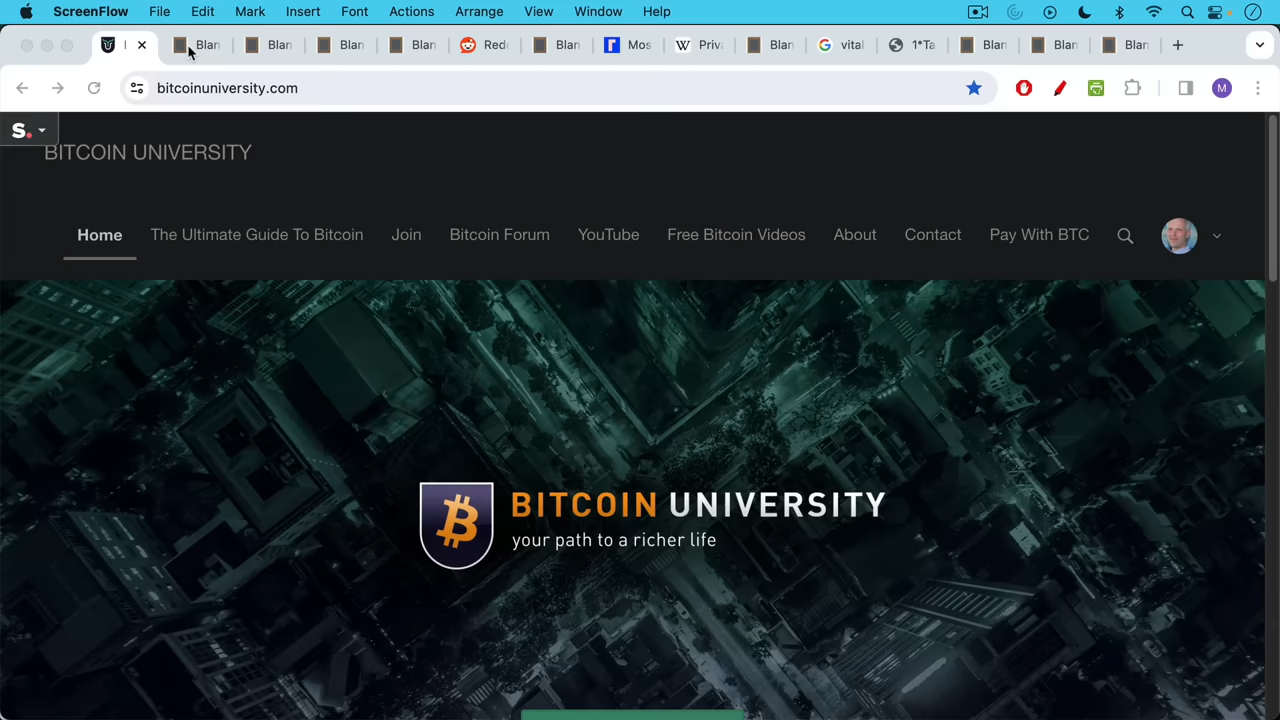 ScreenFlow File Edit Mark Insert Font Actions Arrange View Window Help
Blan Blan Blan Blan Red Blan Mos Priv Blan vital 1*Ta Blan Blan Blan
bitcoinuniversity.com M
S.
BITCOIN UNIVERSITY
Home The Ultimate Guide To Bitcoin Join Bitcoin Forum YouTube Free Bitcoin Videos About Contact Pay With BTC
BITCOIN UNIVERSITY
your path to a richer life